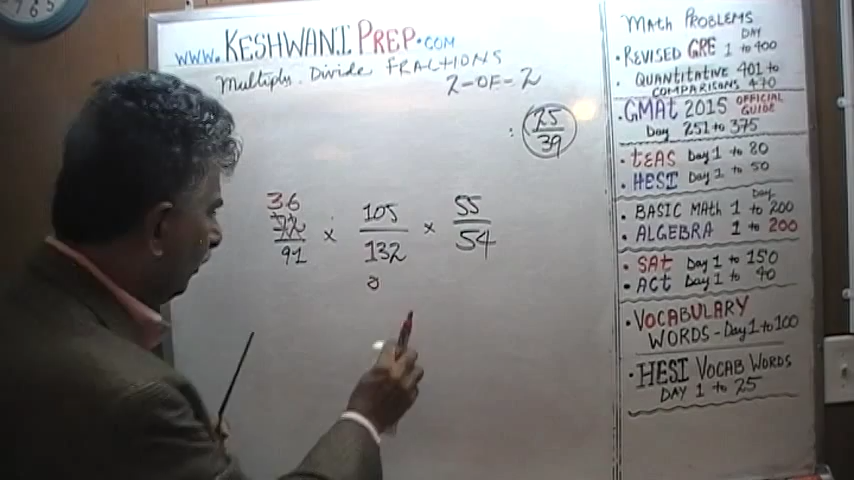 www.KESHWANIPREP.COM
Multiply. Divide FRACTIONS
2-OF-2
: 25
39
36
72 × 105 × 55
91 132 54
MATH PROBLEMS
DAY
• REVISED GRE 1 to 400
• QUANTITATIVE 401 to
COMPARISONS 470
• GMAT 2015 OFFICIAL
GUIDE
Day 251 to 375
• TEAS Day 1 to 80
• HESI Day 1 to 50
Day
• BASIC MATH 1 to 200
• ALGEBRA 1 to 200
• SAT Day 1 to 150
• ACT Day 1 to 40
• VOCABULARY
WORDS - Day 1 to 100
• HESI VOCAB WORDS
DAY 1 to 25